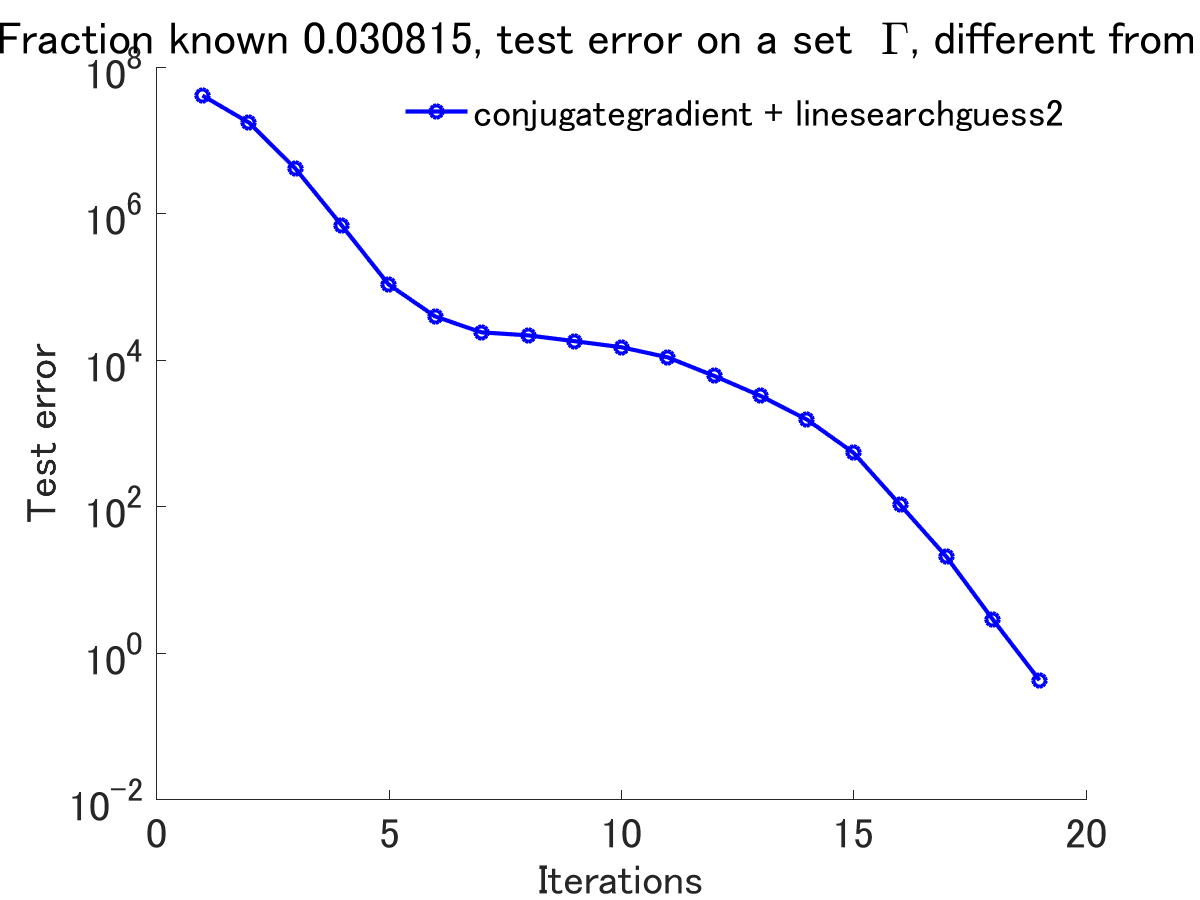 Fraction known 0.030815, test error on a set Γ, different from
10^8
10^6
10^4
10^2
10^0
10^-2
conjugategradient + linesearchguess2
Test error
0 5 10 15 20
Iterations